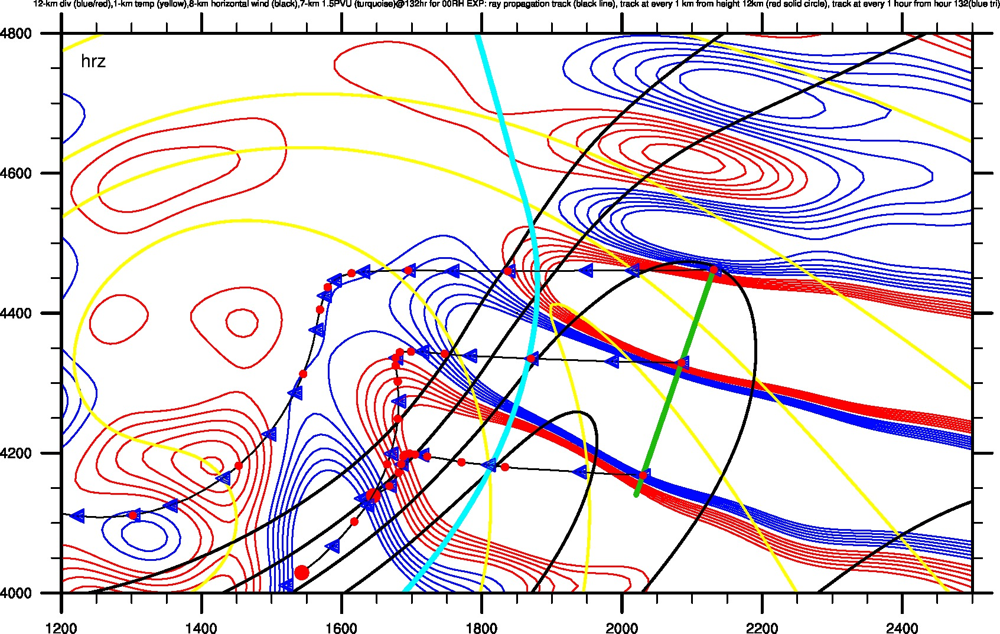 12-km div (blue/red),1-km temp (yellow),8-km horizontal wind (black),7-km 1.5PVU (turquoise)@132hr for 00RH EXP: ray propagation track (black line), track at every 1 km from height 12km (red solid circle), track at every 1 hour from hour 132(blue tri)
4800
hrz
4600
4400
4200
4000
1200 1400 1600 1800 2000 2200 2400